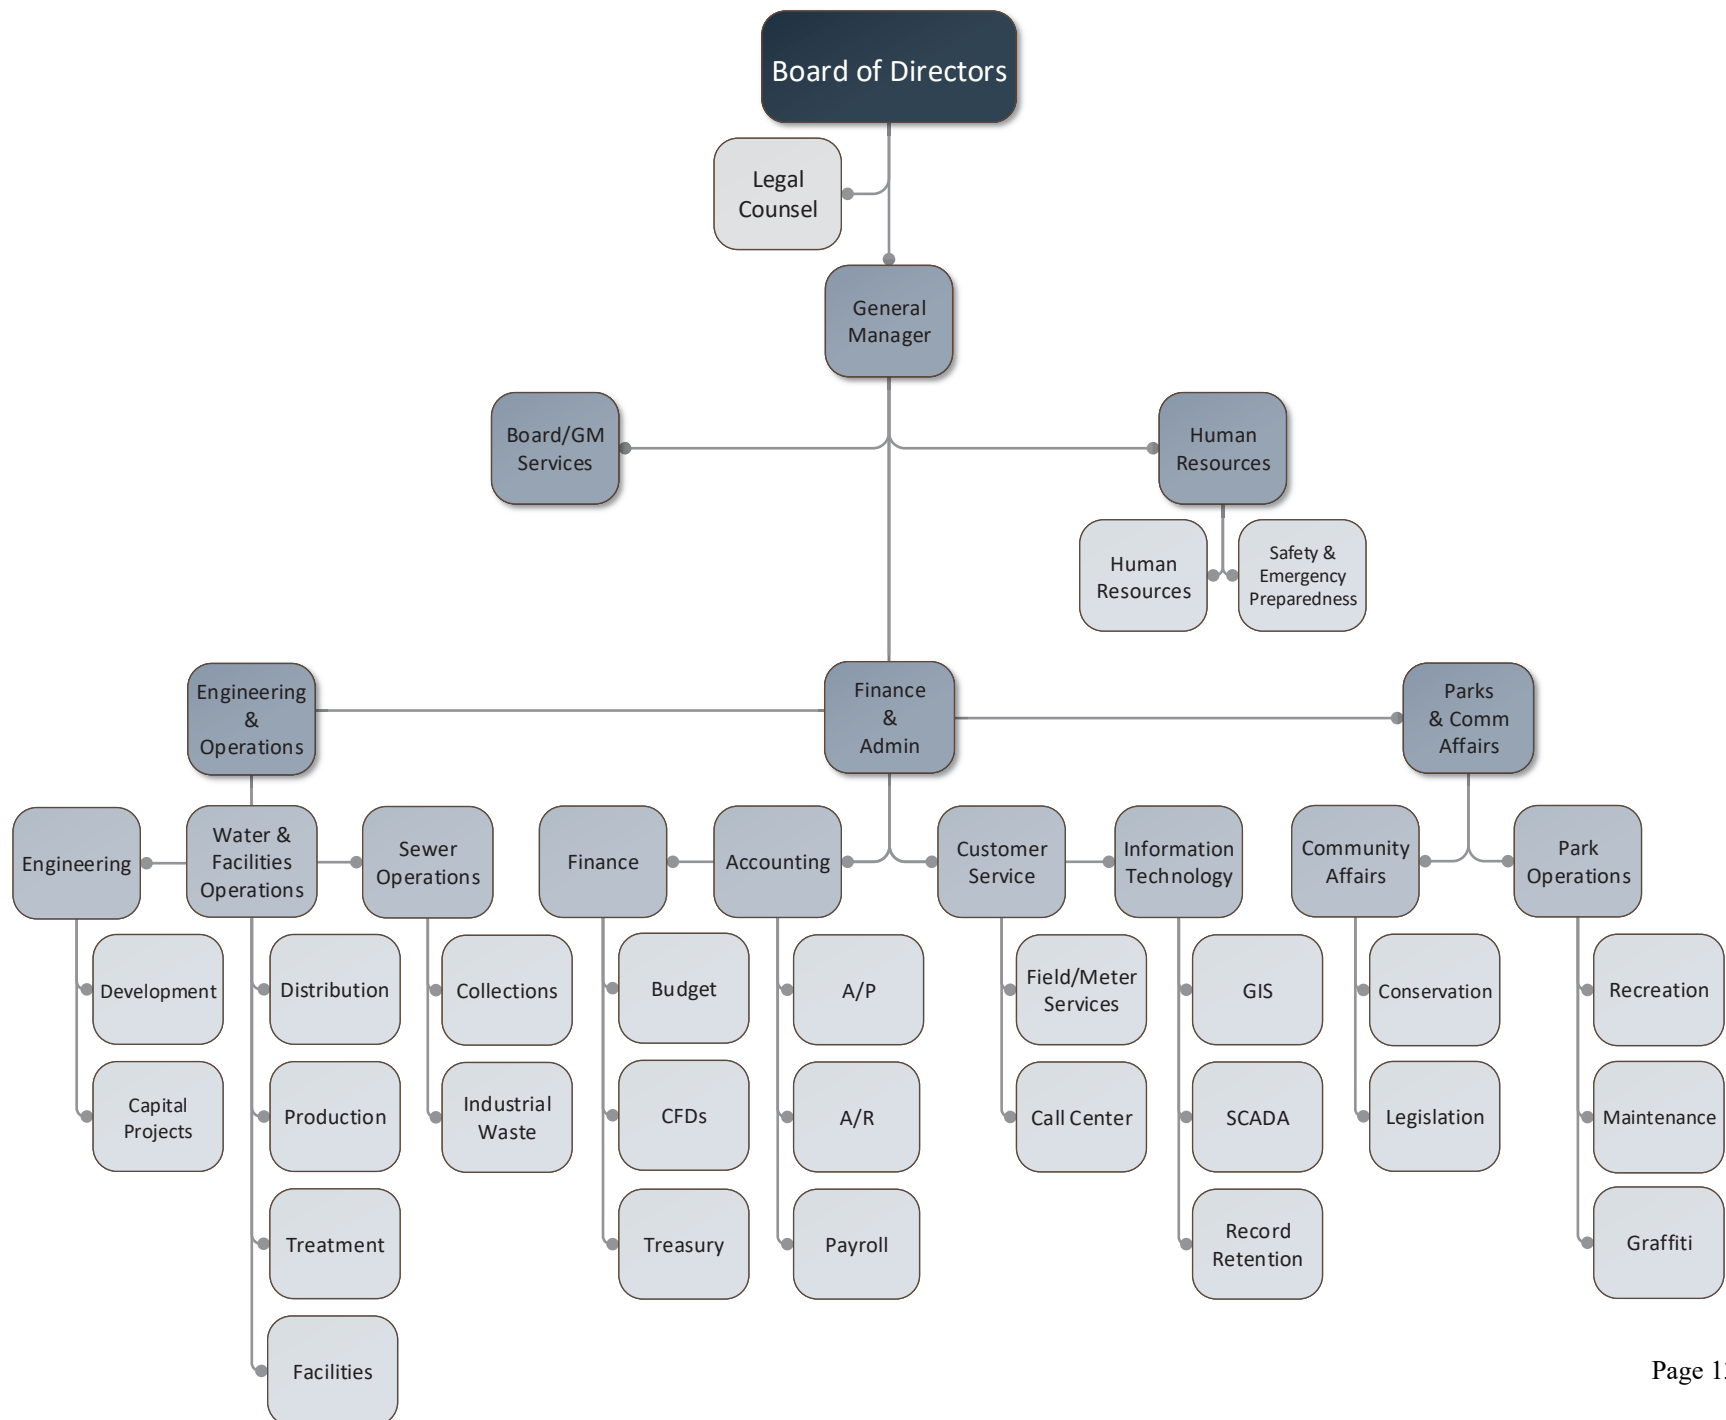 Board of Directors
Legal
Counsel
General
Manager
Board/GM
Services
Human
Resources
Human
Resources
Safety &
Emergency
Preparedness
Engineering
&
Operations
Finance
&
Admin
Parks
& Comm
Affairs
Engineering
Water &
Facilities
Operations
Sewer
Operations
Finance
Accounting
Customer
Service
Information
Technology
Community
Affairs
Park
Operations
Development
Distribution
Collections
Budget
A/P
Field/Meter
Services
GIS
Conservation
Recreation
Capital
Projects
Production
Industrial
Waste
CFDs
A/R
Call Center
SCADA
Legislation
Maintenance
Treatment
Treasury
Payroll
Record
Retention
Graffiti
Facilities
Page